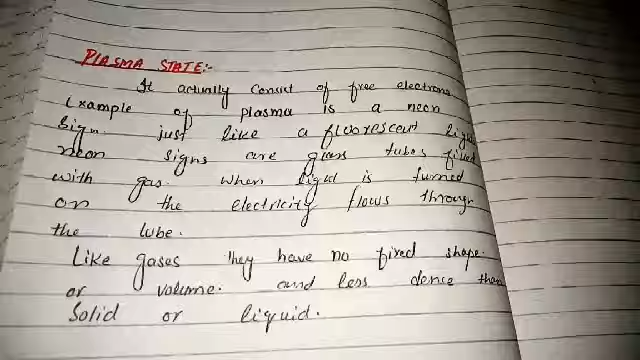 PLASMA STATE:-
It actually consist of free electrons
Example of plasma is a neon
Sign. just like a fluorescent light
neon signs are glass tubes filled
with gas. when light is turned
on the electricity flows through
the tube.
Like gases they have no fixed shape.
or volume. and less dence than
Solid or liquid.